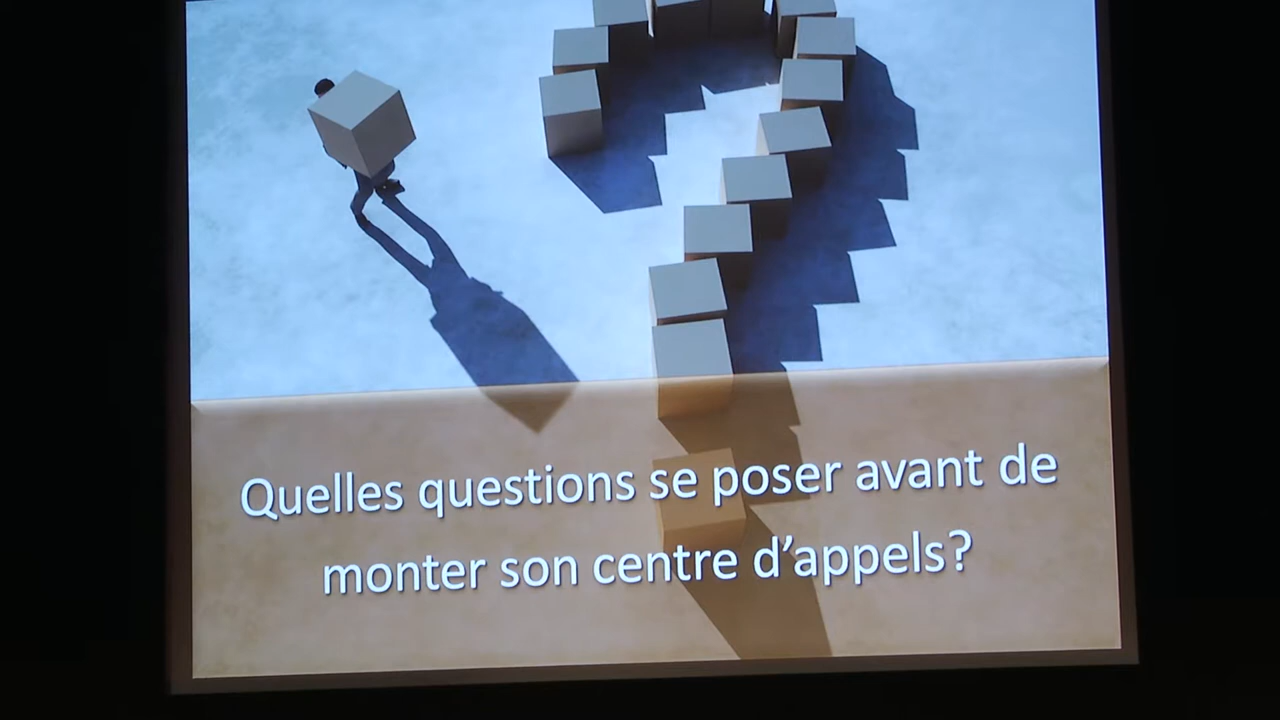 Quelles questions se poser avant de
monter son centre d’appels?